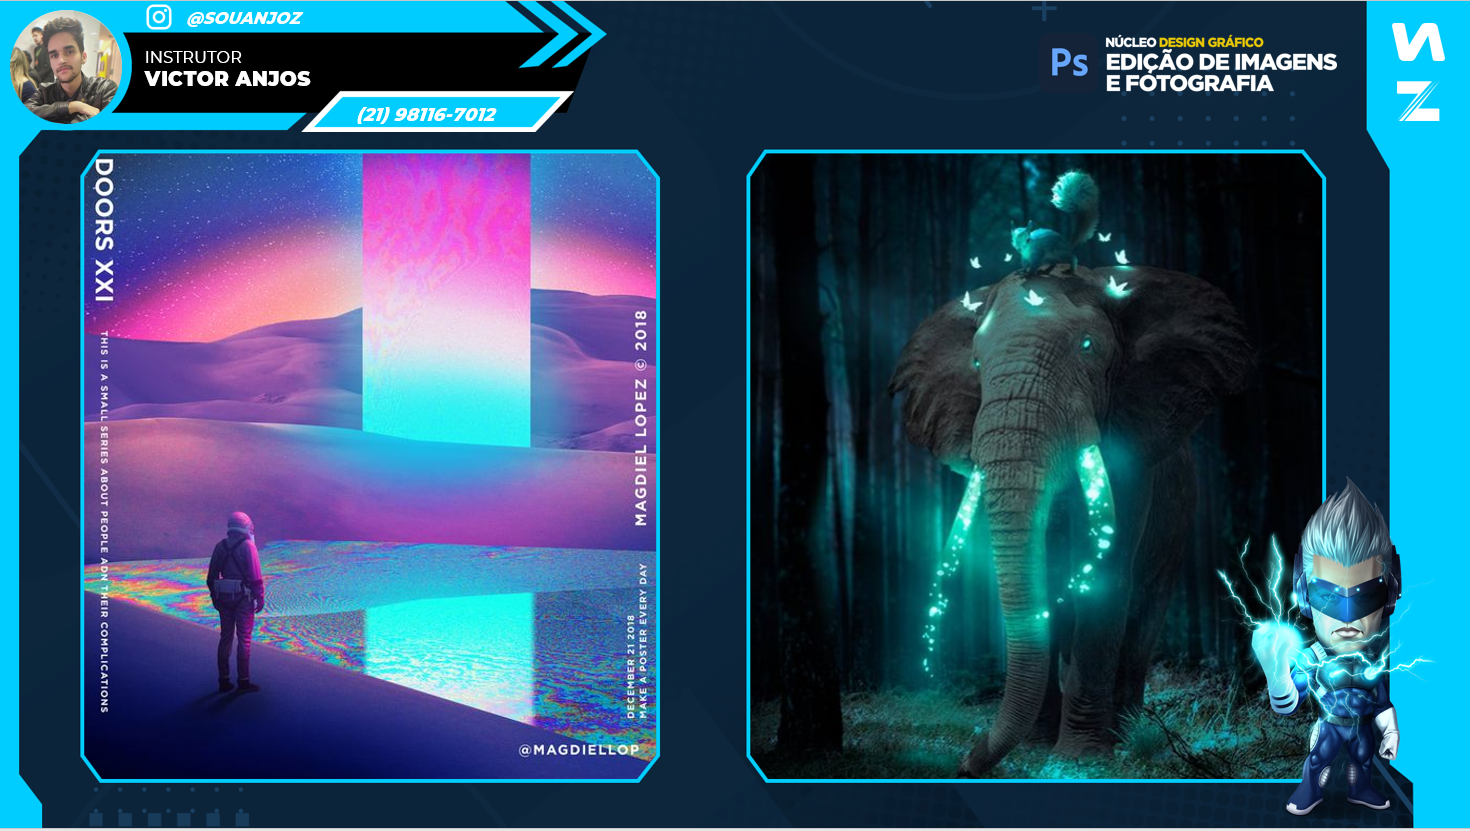 @SOUANJOZ
INSTRUTOR
VICTOR ANJOS
(21) 98116-7012
Ps
NÚCLEO DESIGN GRÁFICO
EDIÇÃO DE IMAGENS
E FOTOGRAFIA
NZ
DOORS XXI
THIS IS A SMALL SERIES ABOUT PEOPLE ADN THEIR COMPLICATIONS
MAGDIEL LOPEZ © 2018
DECEMBER 21 2018
MAKE A POSTER EVERY DAY
@MAGDIELLOP